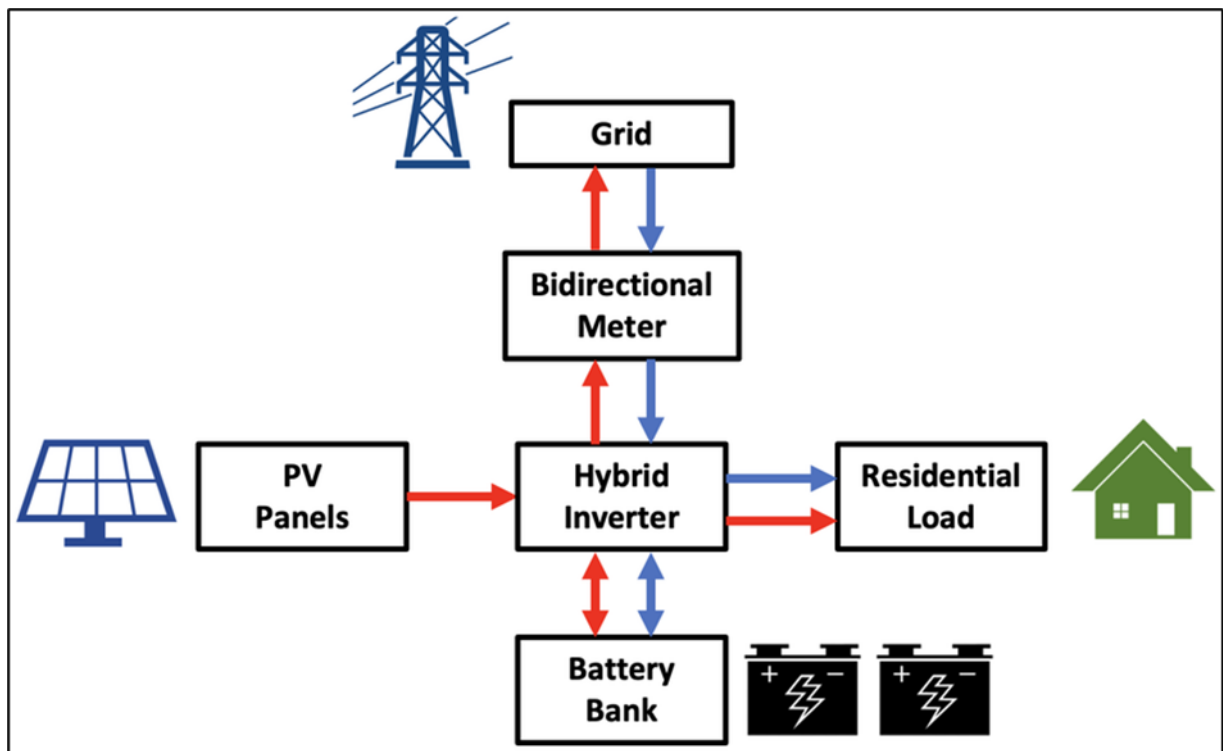 Grid
Bidirectional
Meter
PV
Panels
Hybrid
Inverter
Residential
Load
Battery
Bank
+ −
+ −